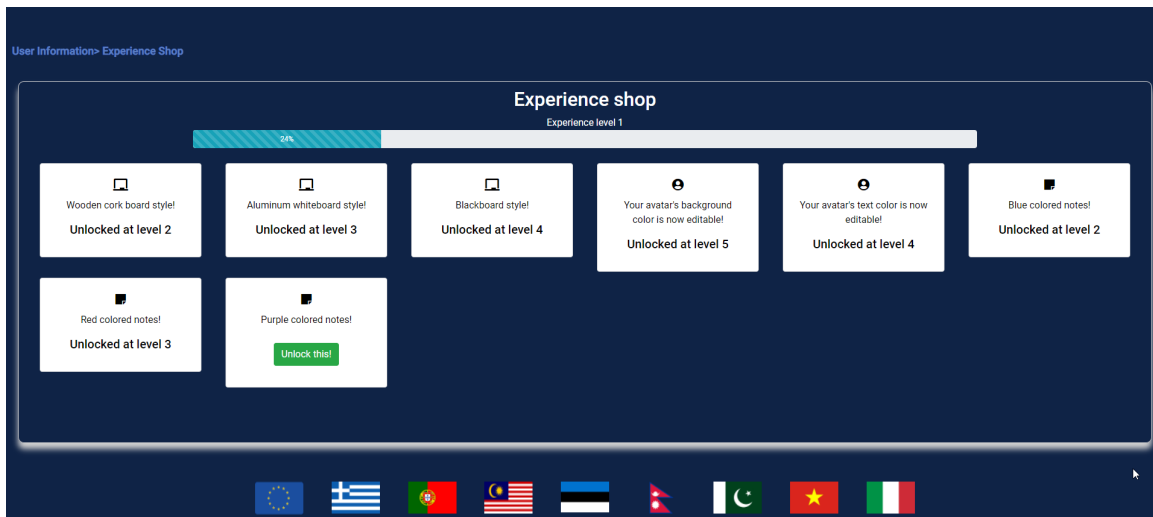 User Information> Experience Shop
Experience shop
Experience level 1
24%
Wooden cork board style!
Unlocked at level 2
Aluminum whiteboard style!
Unlocked at level 3
Blackboard style!
Unlocked at level 4
Your avatar's background
color is now editable!
Unlocked at level 5
Your avatar's text color is now
editable!
Unlocked at level 4
Blue colored notes!
Unlocked at level 2
Red colored notes!
Unlocked at level 3
Purple colored notes!
Unlock this!